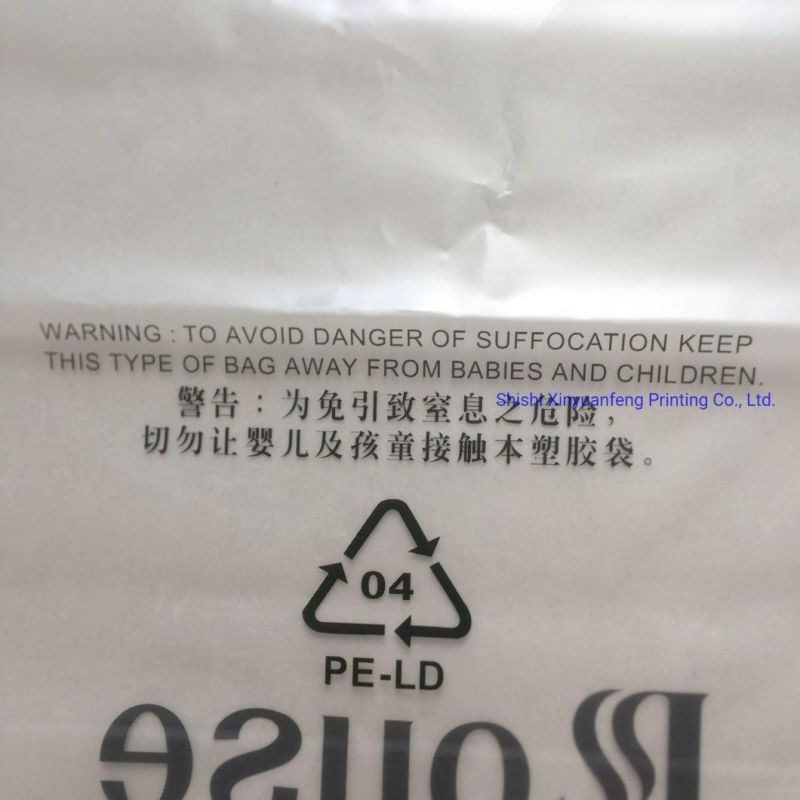 WARNING : TO AVOID DANGER OF SUFFOCATION KEEP
THIS TYPE OF BAG AWAY FROM BABIES AND CHILDREN.
警告：为免引致窒息之危险，
Shishi Xinyuanfeng Printing Co., Ltd.
切勿让婴儿及孩童接触本塑胶袋。
04
PE-LD